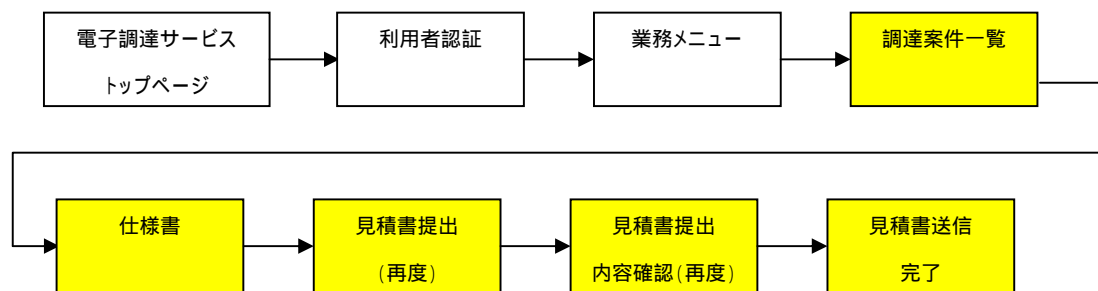 電子調達サービス
トップページ
利用者認証
業務メニュー
調達案件一覧
仕様書
見積書提出
(再度)
見積書提出
内容確認(再度)
見積書送信
完了